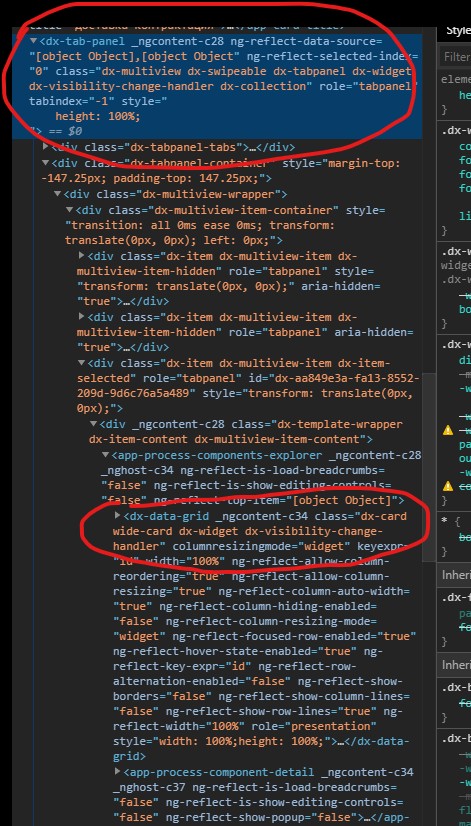 Style
title "Доставка контрактации"…</app-card-title>
▼<dx-tab-panel _ngcontent-c28 ng-reflect-data-source=
"[object Object],[object Object" ng-reflect-selected-index=
"0" class="dx-multiview dx-swipeable dx-tabpanel dx-widget
dx-visibility-change-handler dx-collection" role="tabpanel"
tabindex="-1" style="
height: 100%;
"> == $0
▶<div class="dx-tabpanel-tabs">…</div>
▼<div class="dx-tabpanel-container" style="margin-top:
-147.25px; padding-top: 147.25px;">
▼<div class="dx-multiview-wrapper">
▼<div class="dx-multiview-item-container" style=
"transition: all 0ms ease 0ms; transform:
translate(0px, 0px); left: 0px;">
▶<div class="dx-item dx-multiview-item dx-
multiview-item-hidden" role="tabpanel" style=
"transform: translate(0px, 0px);" aria-hidden=
"true">…</div>
▶<div class="dx-item dx-multiview-item dx-
multiview-item-hidden" role="tabpanel" aria-hidden=
"true">…</div>
▼<div class="dx-item dx-multiview-item dx-item-
selected" role="tabpanel" id="dx-aa849e3a-fa13-8552-
209d-9d6c76a5a489" style="transform: translate(0px,
0px);">
▼<div _ngcontent-c28 class="dx-template-wrapper
dx-item-content dx-multiview-item-content">
▼<app-process-components-explorer _ngcontent-c28
_nghost-c34 ng-reflect-is-load-breadcrumbs=
"false" ng-reflect-is-show-editing-controls=
"false" ng-reflect-top-item="[object Object]">
▶<dx-data-grid _ngcontent-c34 class="dx-card
wide-card dx-widget dx-visibility-change-
handler" columnresizingmode="widget" keyexpr=
"id" width="100%" ng-reflect-allow-column-
reordering="true" ng-reflect-allow-column-
resizing="true" ng-reflect-column-auto-width=
"true" ng-reflect-column-hiding-enabled=
"false" ng-reflect-column-resizing-mode=
"widget" ng-reflect-focused-row-enabled="true"
ng-reflect-hover-state-enabled="true" ng-
reflect-key-expr="id" ng-reflect-row-
alternation-enabled="false" ng-reflect-show-
borders="false" ng-reflect-show-column-lines=
"false" ng-reflect-show-row-lines="true" ng-
reflect-width="100%" role="presentation"
style="width: 100%;height: 100%;">…</dx-data-
grid>
▶<app-process-component-detail _ngcontent-c34
_nghost-c37 ng-reflect-is-load-breadcrumbs=
"false" ng-reflect-is-show-editing-controls=
"false" ng-reflect-show-popup="false">…</app-
Filter
elem
he
}
.dx-w
co
fo
fo
fo
li
}
.dx-w
widge
.dx-w
bo
}
.dx-w
di
pa
ou
* {
bo
}
Inheri
.dx-f
pa
fo
}
Inheri
.dx-b
fo
}
.dx-b